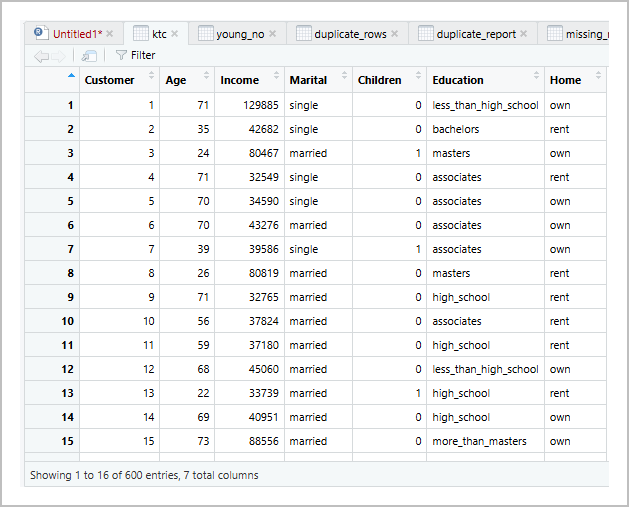 Untitled1* ktc young_no duplicate_rows duplicate_report
Filter
Customer Age Income Marital Children Education Home
1 1 71 129885 single 0 less_than_high_school own
2 2 35 42682 single 0 bachelors rent
3 3 24 80467 married 1 masters own
4 4 71 32549 single 0 associates rent
5 5 70 34590 single 0 associates own
6 6 70 43276 married 0 associates own
7 7 39 39586 single 1 associates own
8 8 26 80819 married 0 masters rent
9 9 71 32765 married 0 high_school rent
10 10 56 37824 married 0 associates rent
11 11 59 37180 married 0 high_school rent
12 12 68 45060 married 0 less_than_high_school own
13 13 22 33739 married 1 high_school rent
14 14 69 40951 married 0 high_school own
15 15 73 88556 married 0 more_than_masters own
Showing 1 to 16 of 600 entries, 7 total columns